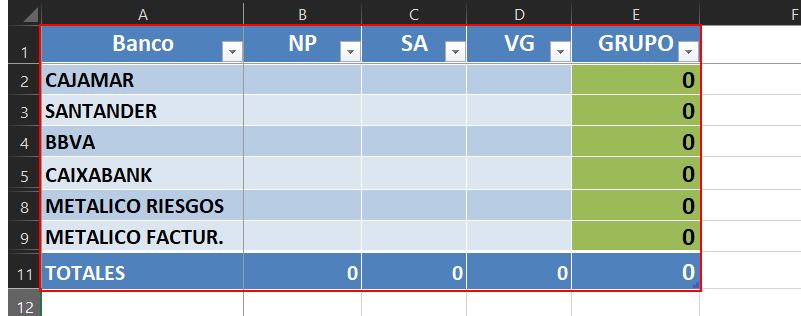 A B C D E F
1 Banco NP SA VG GRUPO
2 CAJAMAR 0
3 SANTANDER 0
4 BBVA 0
5 CAIXABANK 0
8 METALICO RIESGOS 0
9 METALICO FACTUR. 0
11 TOTALES 0 0 0 0
12